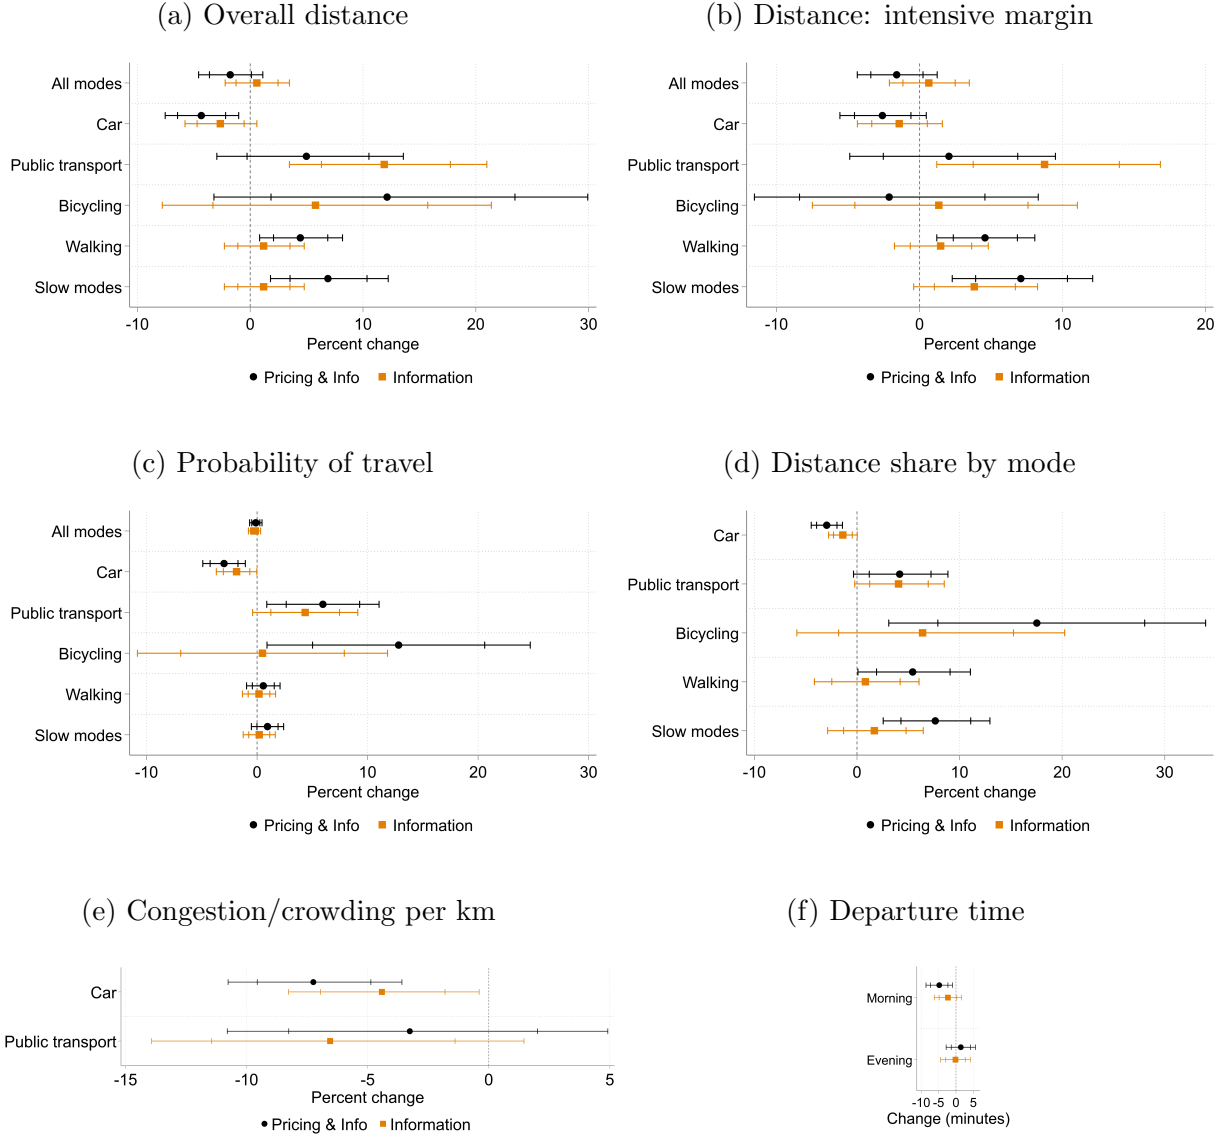 (a) Overall distance
All modes
Car
Public transport
Bicycling
Walking
Slow modes
-10 0 10 20 30
Percent change
Pricing & Info Information
(b) Distance: intensive margin
All modes
Car
Public transport
Bicycling
Walking
Slow modes
-10 0 10 20
Percent change
Pricing & Info Information
(c) Probability of travel
All modes
Car
Public transport
Bicycling
Walking
Slow modes
-10 0 10 20 30
Percent change
Pricing & Info Information
(d) Distance share by mode
Car
Public transport
Bicycling
Walking
Slow modes
-10 0 10 20 30
Percent change
Pricing & Info Information
(e) Congestion/crowding per km
Car
Public transport
-15 -10 -5 0 5
Percent change
Pricing & Info Information
(f) Departure time
Morning
Evening
-10 -5 0 5
Change (minutes)